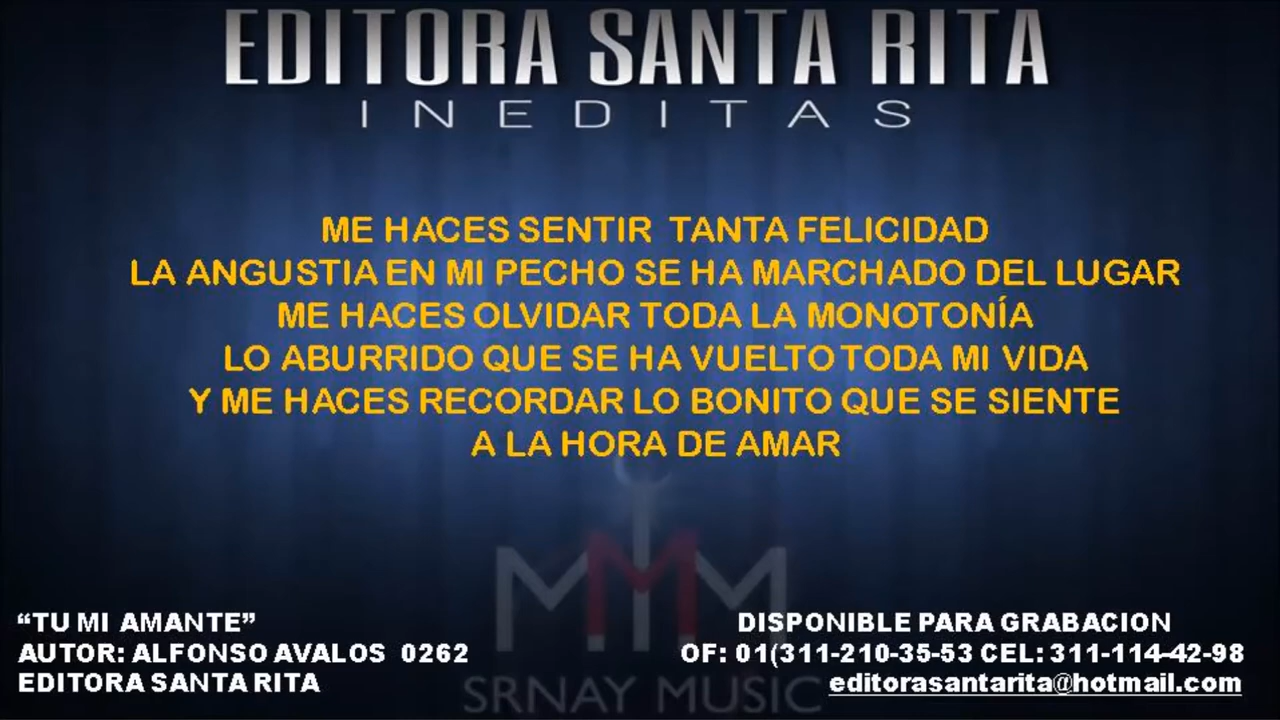 EDITORA SANTA RITA
INEDITAS
ME HACES SENTIR TANTA FELICIDAD
LA ANGUSTIA EN MI PECHO SE HA MARCHADO DEL LUGAR
ME HACES OLVIDAR TODA LA MONOTONÍA
LO ABURRIDO QUE SE HA VUELTO TODA MI VIDA
Y ME HACES RECORDAR LO BONITO QUE SE SIENTE
A LA HORA DE AMAR
MMM
SRNAY MUSIC
“TU MI AMANTE”
AUTOR: ALFONSO AVALOS 0262
EDITORA SANTA RITA
DISPONIBLE PARA GRABACION
OF: 01(311-210-35-53 CEL: 311-114-42-98
editorasantarita@hotmail.com